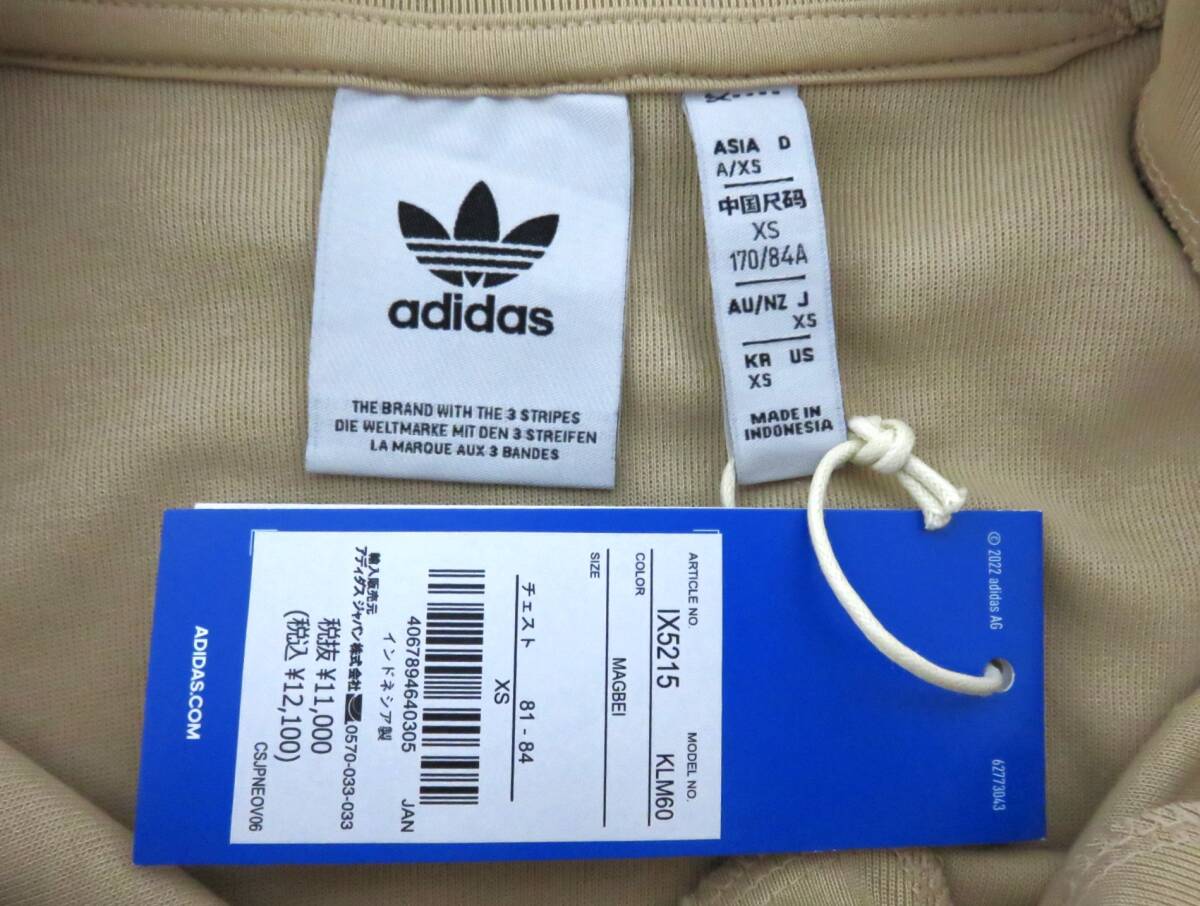 adidas
THE BRAND WITH THE 3 STRIPES
DIE WELTMARKE MIT DEN 3 STREIFEN
LA MARQUE AUX 3 BANDES
ASIA D
A/XS
中国尺码
XS
170/84A
AU/NZ J
XS
KR US
XS
MADE IN
INDONESIA
© 2022 adidas AG
62773043
ARTICLE NO. MODEL NO.
IX5215 KLM60
COLOR
MAGBEI
SIZE
チェスト 81 - 84
XS
4067894640305 JAN
インドネシア製
輸入販売元
アディダス ジャパン株式会社 0570-033-033
税抜 ¥11,000
(税込 ¥12,100)
CSJPNEOV06
ADIDAS.COM